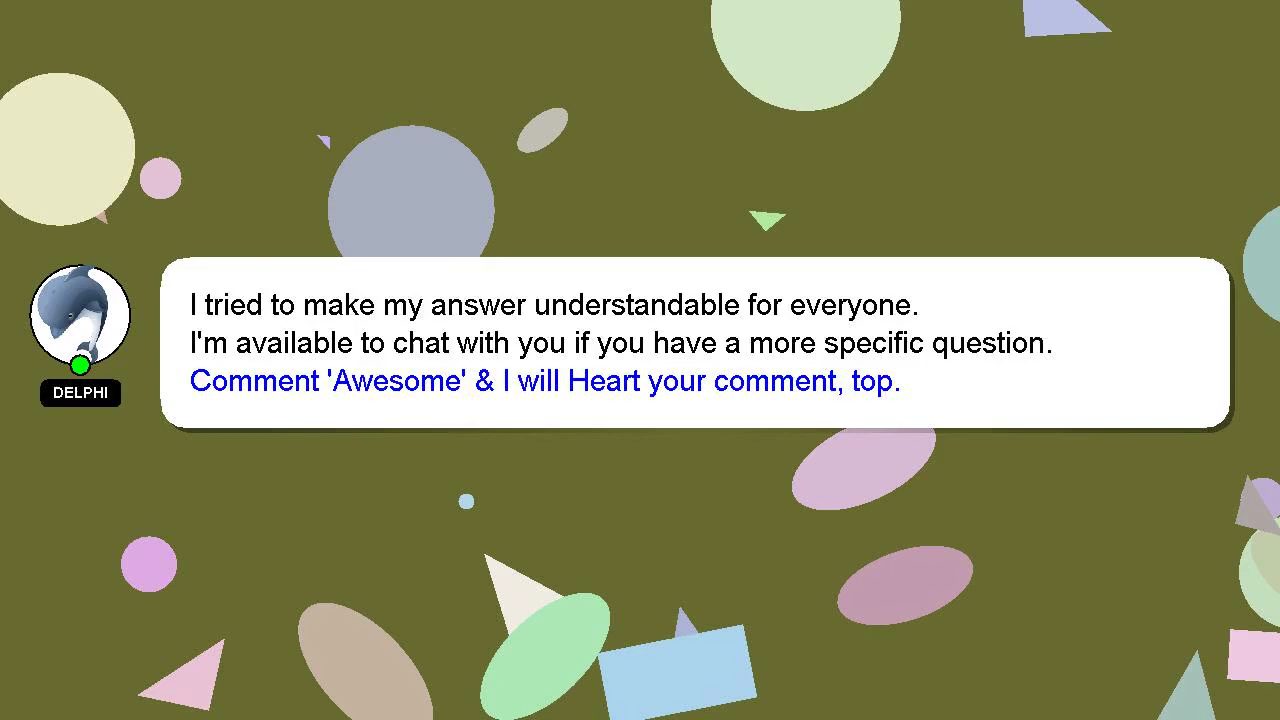 I tried to make my answer understandable for everyone.
I'm available to chat with you if you have a more specific question.
Comment 'Awesome' & I will Heart your comment, top.
DELPHI